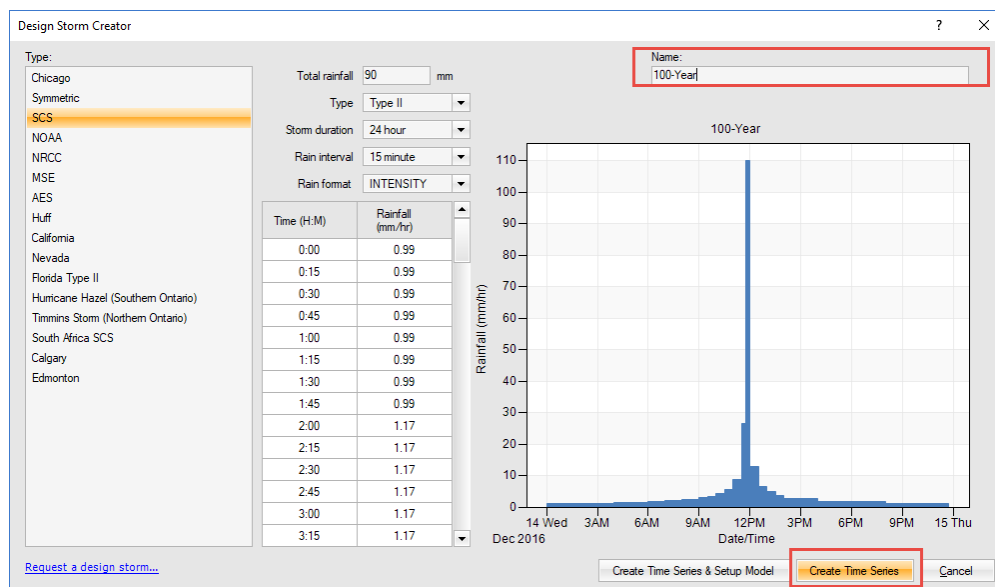 Design Storm Creator
? ×
Type:
Chicago
Symmetric
SCS
NOAA
NRCC
MSE
AES
Huff
California
Nevada
Florida Type II
Hurricane Hazel (Southern Ontario)
Timmins Storm (Northern Ontario)
South Africa SCS
Calgary
Edmonton
Request a design storm...
Total rainfall 90 mm
Type Type II
Storm duration 24 hour
Rain interval 15 minute
Rain format INTENSITY
Time (H:M) Rainfall (mm/hr)
0:00 0.99
0:15 0.99
0:30 0.99
0:45 0.99
1:00 0.99
1:15 0.99
1:30 0.99
1:45 0.99
2:00 1.17
2:15 1.17
2:30 1.17
2:45 1.17
3:00 1.17
3:15 1.17
Name:
100-Year
100-Year
Rainfall (mm/hr)
110
100
90
80
70
60
50
40
30
20
10
0
14 Wed 3AM 6AM 9AM 12PM 3PM 6PM 9PM 15 Thu
Dec 2016 Date/Time
Create Time Series & Setup Model Create Time Series Cancel